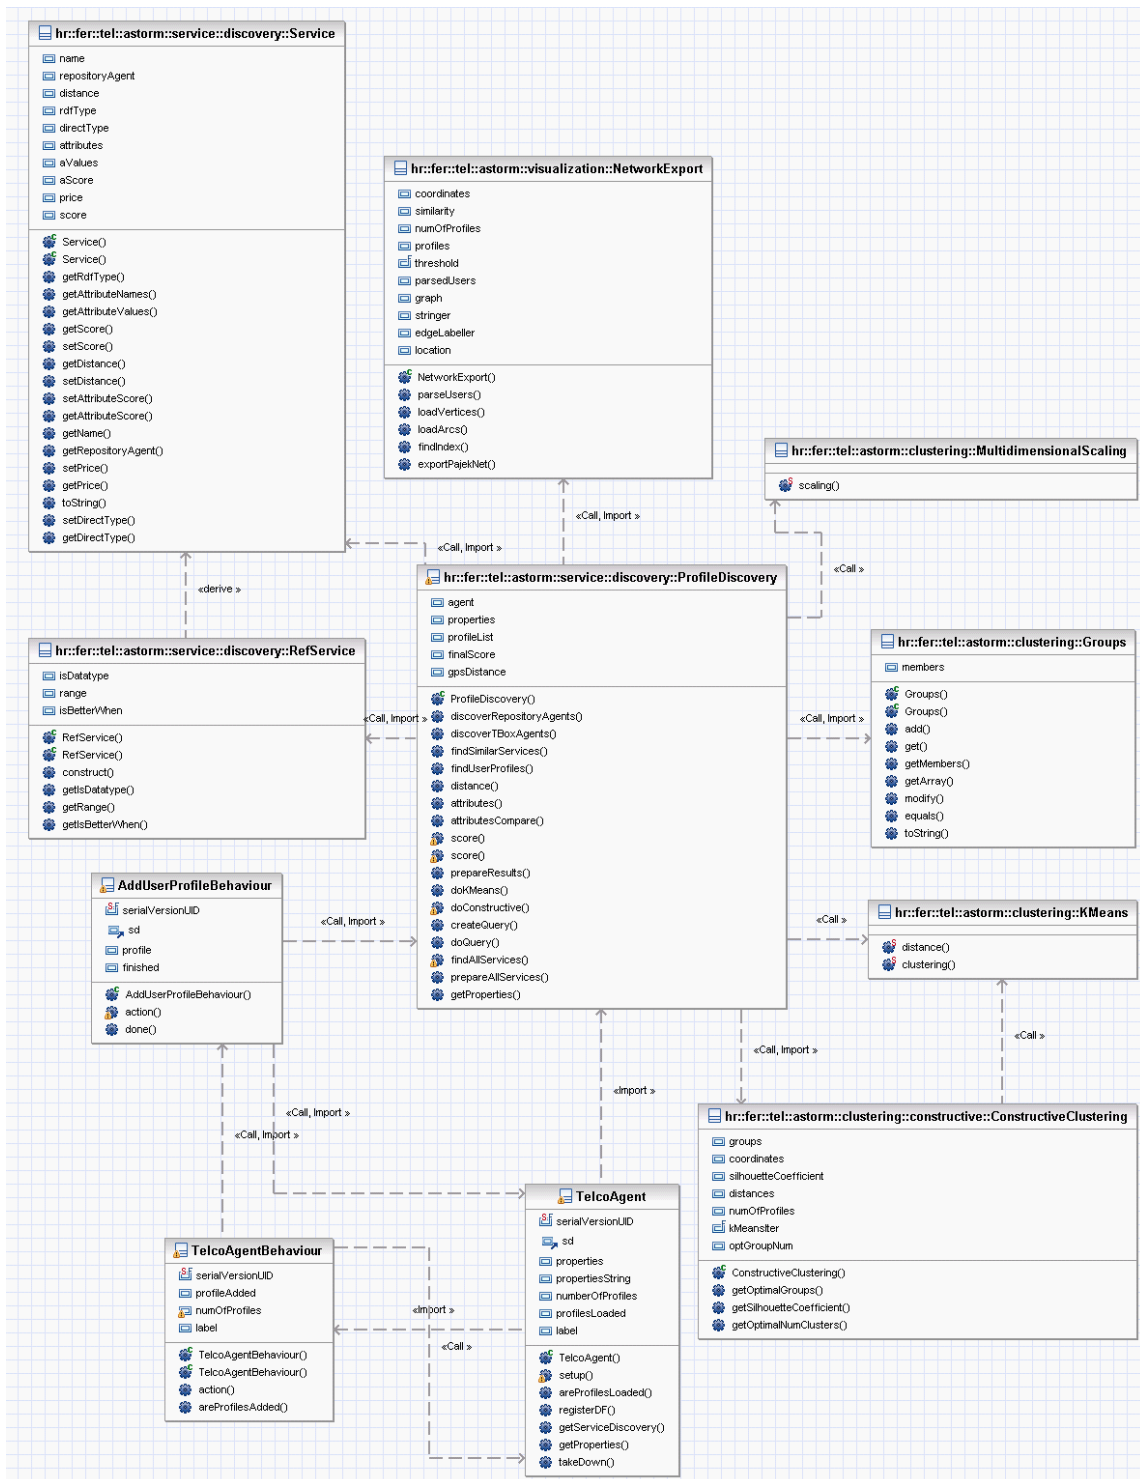 hr::fer::tel::astorm::service::discovery::Service
name
repositoryAgent
distance
rdfType
directType
attributes
aValues
aScore
price
score
Service()
Service()
getRdfType()
getAttributeNames()
getAttributeValues()
getScore()
setScore()
getDistance()
setDistance()
setAttributeScore()
getAttributeScore()
getName()
getRepositoryAgent()
setPrice()
getPrice()
toString()
setDirectType()
getDirectType()
hr::fer::tel::astorm::visualization::NetworkExport
coordinates
similarity
numOfProfiles
profiles
threshold
parsedUsers
graph
stringer
edgeLabeller
location
NetworkExport()
parseUsers()
loadVertices()
loadArcs()
findIndex()
exportPajekNet()
hr::fer::tel::astorm::clustering::MultidimensionalScaling
scaling()
«Call, Import »
«Call, Import »
«Call »
«derive »
hr::fer::tel::astorm::service::discovery::ProfileDiscovery
agent
properties
profileList
finalScore
gpsDistance
ProfileDiscovery()
discoverRepositoryAgents()
discoverTBoxAgents()
findSimilarServices()
findUserProfiles()
distance()
attributes()
attributesCompare()
score()
score()
prepareResults()
doKMeans()
doConstructive()
createQuery()
doQuery()
findAllServices()
prepareAllServices()
getProperties()
hr::fer::tel::astorm::service::discovery::RefService
isDatatype
range
isBetterWhen
RefService()
RefService()
construct()
getIsDatatype()
getRange()
getIsBetterWhen()
«Call, Import »
«Call, Import »
hr::fer::tel::astorm::clustering::Groups
members
Groups()
Groups()
add()
get()
getMembers()
getArray()
modify()
equals()
toString()
AddUserProfileBehaviour
serialVersionUID
sd
profile
finished
AddUserProfileBehaviour()
action()
done()
«Call, Import »
«Call »
hr::fer::tel::astorm::clustering::KMeans
distance()
clustering()
«Call »
«Call, Import »
«Import »
«Call, Import »
«Call, Import »
hr::fer::tel::astorm::clustering::constructive::ConstructiveClustering
groups
coordinates
silhouetteCoefficient
distances
numOfProfiles
kMeansIter
optGroupNum
ConstructiveClustering()
getOptimalGroups()
getSilhouetteCoefficient()
getOptimalNumClusters()
TelcoAgent
serialVersionUID
sd
properties
propertiesString
numberOfProfiles
profilesLoaded
label
TelcoAgent()
setup()
areProfilesLoaded()
registerDF()
getServiceDiscovery()
getProperties()
takeDown()
TelcoAgentBehaviour
serialVersionUID
profileAdded
numOfProfiles
label
TelcoAgentBehaviour()
TelcoAgentBehaviour()
action()
areProfilesAdded()
«Import »
«Call »